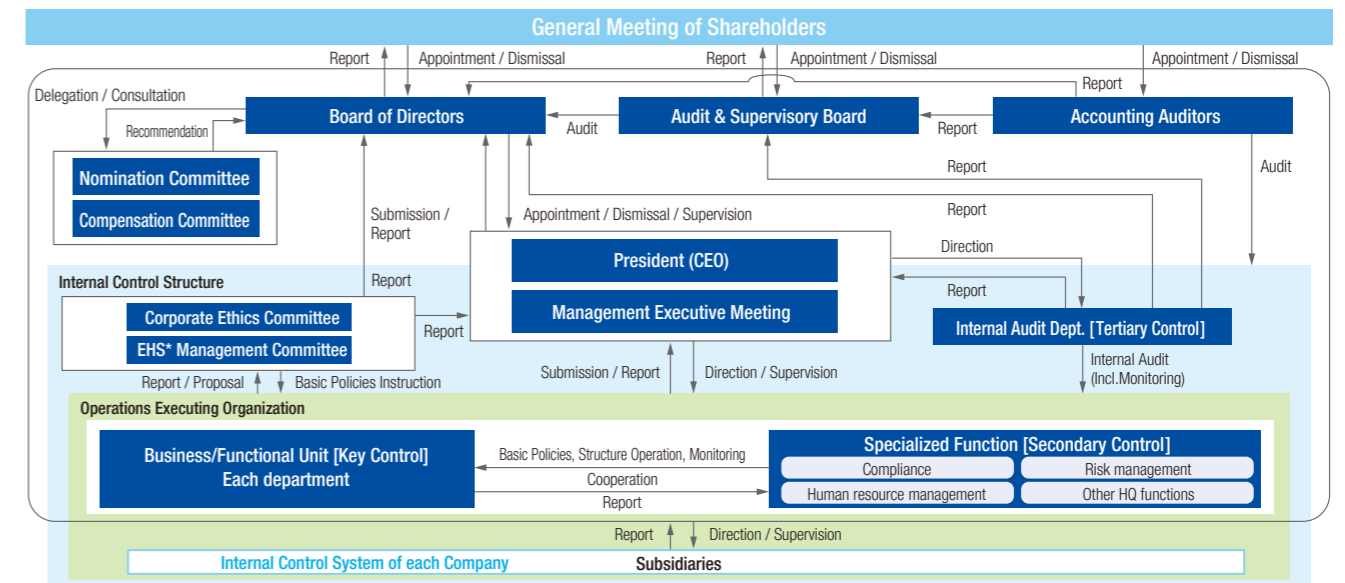 General Meeting of Shareholders
Report
Appointment / Dismissal
Report
Appointment / Dismissal
Appointment / Dismissal
Report
Delegation / Consultation
Board of Directors
Audit
Audit & Supervisory Board
Report
Accounting Auditors
Recommendation
Nomination Committee
Compensation Committee
Report
Audit
Submission /
Report
Appointment / Dismissal / Supervision
Report
Direction
President (CEO)
Management Executive Meeting
Internal Control Structure
Report
Report
Corporate Ethics Committee
EHS* Management Committee
Report
Internal Audit Dept. [Tertiary Control]
Report / Proposal
Basic Policies Instruction
Submission / Report
Direction / Supervision
Internal Audit
(Incl.Monitoring)
Operations Executing Organization
Business/Functional Unit [Key Control]
Each department
Basic Policies, Structure Operation, Monitoring
Cooperation
Report
Specialized Function [Secondary Control]
Compliance
Risk management
Human resource management
Other HQ functions
Report
Direction / Supervision
Internal Control System of each Company
Subsidiaries